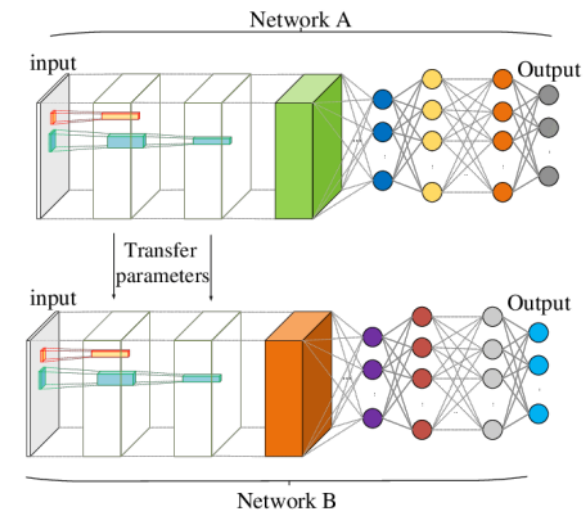 Network A
input
Output
Transfer
parameters
input
Output
Network B